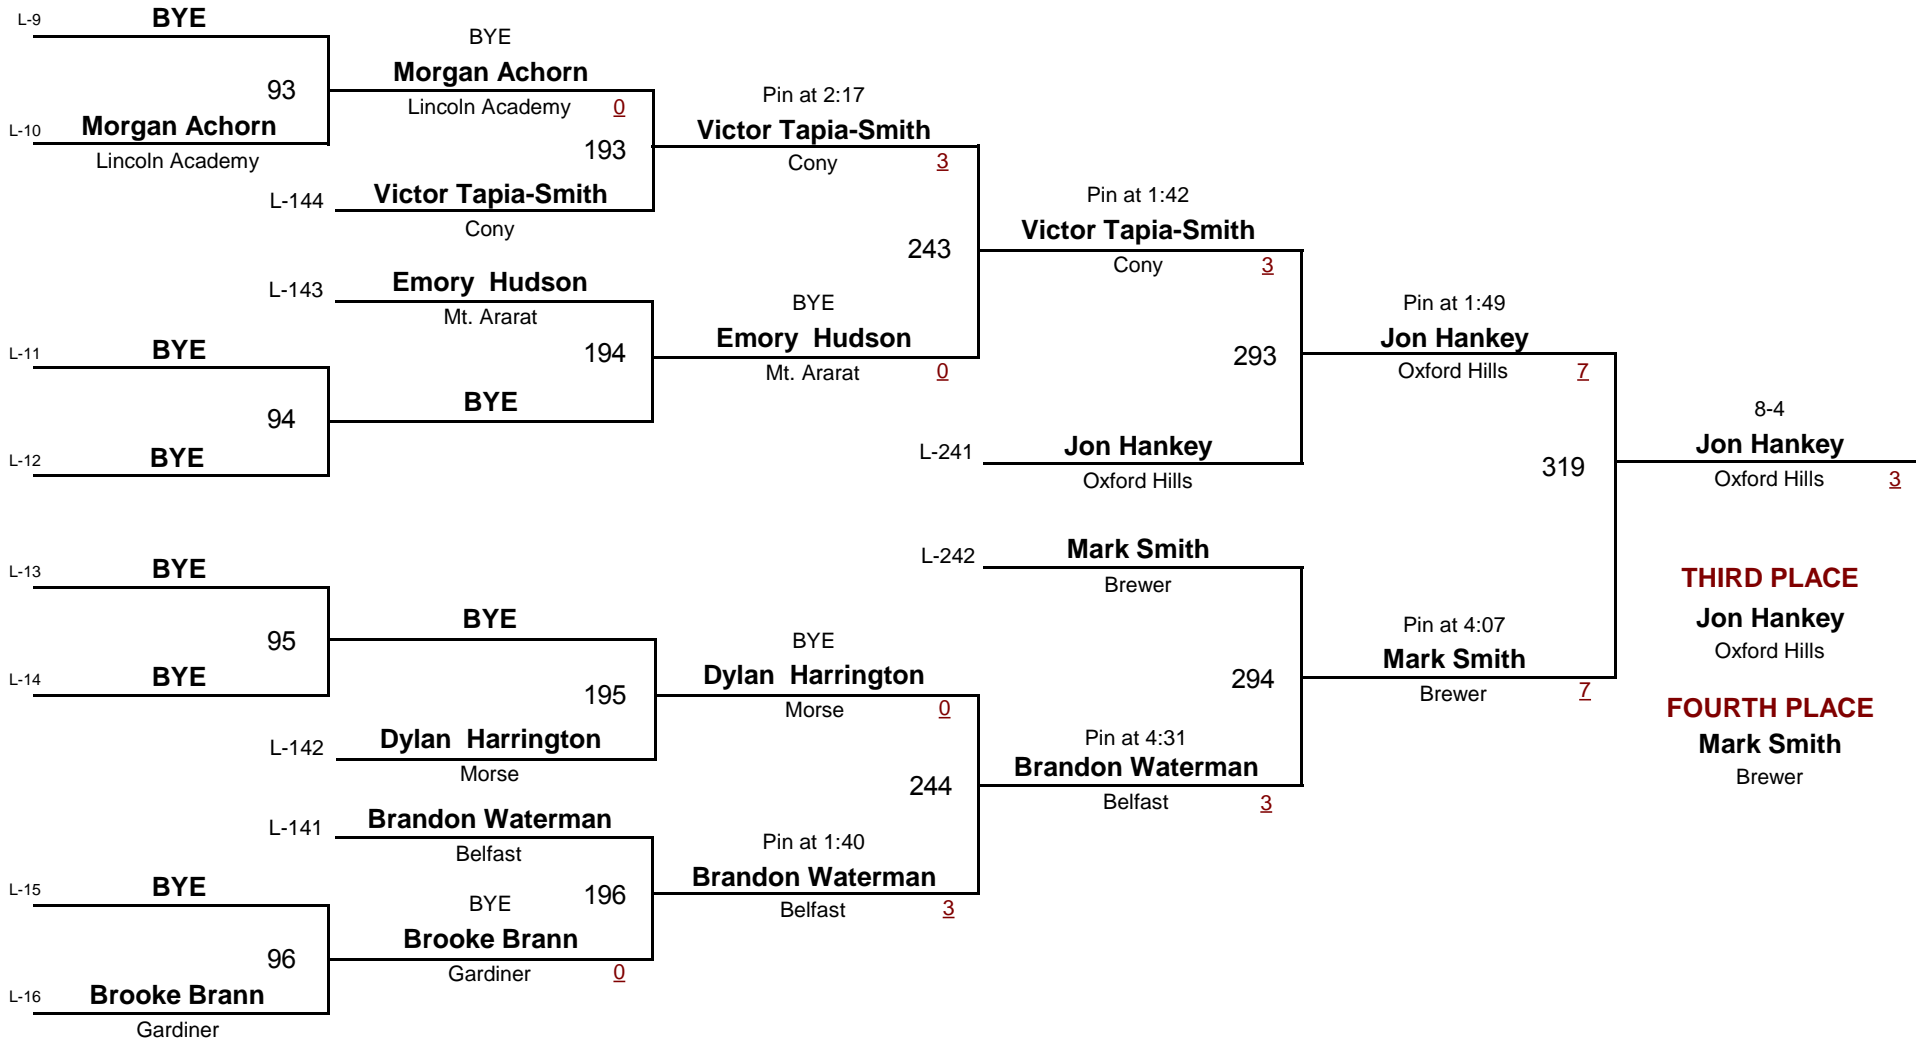 L-9
BYE
93
L-10
Morgan Achorn
Lincoln Academy
BYE
Morgan Achorn
Lincoln Academy
0
193
L-144
Victor Tapia-Smith
Cony
Pin at 2:17
Victor Tapia-Smith
Cony
3
L-143
Emory  Hudson
Mt. Ararat
L-11
BYE
94
L-12
BYE
194
BYE
BYE
Emory  Hudson
Mt. Ararat
0
243
Pin at 1:42
Victor Tapia-Smith
Cony
3
293
L-241
Jon Hankey
Oxford Hills
Pin at 1:49
Jon Hankey
Oxford Hills
7
L-13
BYE
95
L-14
BYE
BYE
195
L-142
Dylan  Harrington
Morse
BYE
Dylan  Harrington
Morse
0
L-141
Brandon Waterman
Belfast
L-15
BYE
96
L-16
Brooke Brann
Gardiner
196
BYE
Brooke Brann
Gardiner
0
Pin at 1:40
Brandon Waterman
Belfast
3
244
L-242
Mark Smith
Brewer
294
Pin at 4:31
Brandon Waterman
Belfast
3
Pin at 4:07
Mark Smith
Brewer
7
319
8-4
Jon Hankey
Oxford Hills
3
THIRD PLACE
Jon Hankey
Oxford Hills
FOURTH PLACE
Mark Smith
Brewer